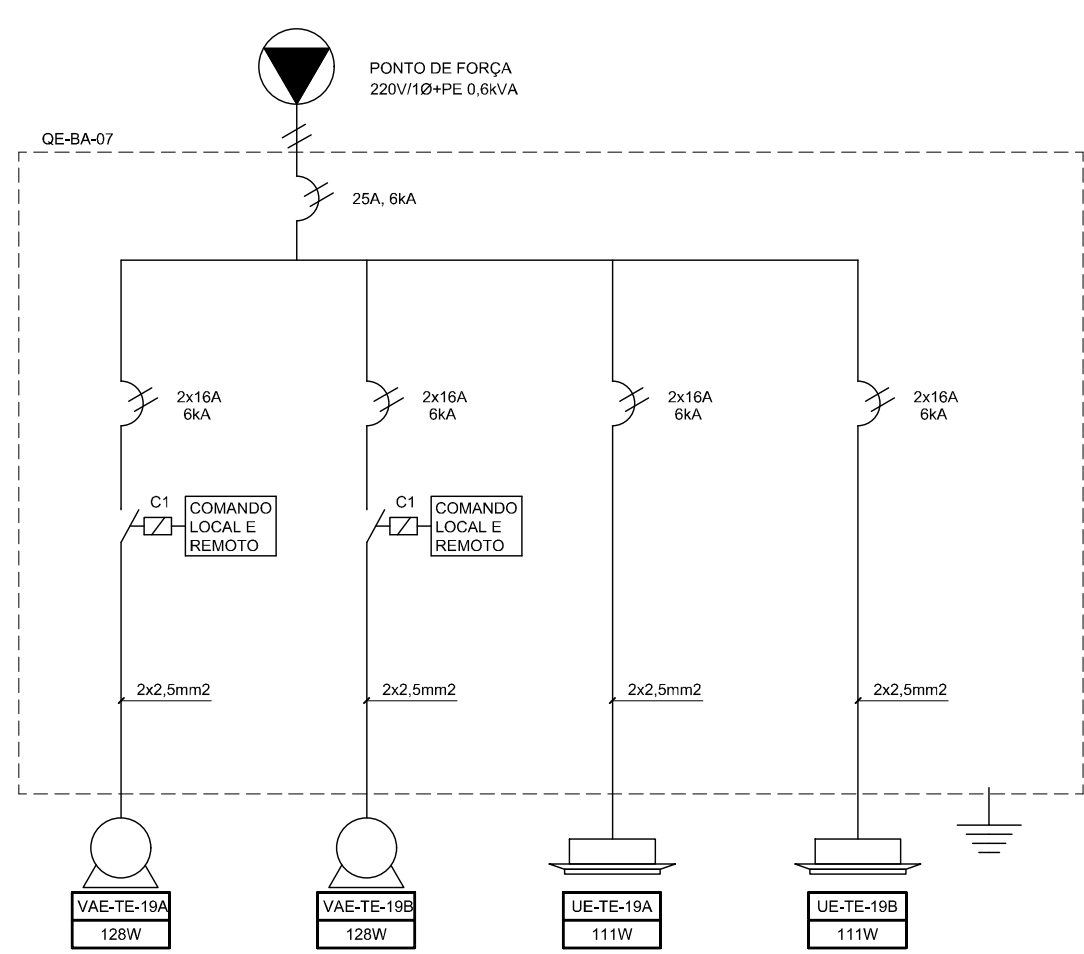 PONTO DE FORÇA
220V/1Ø+PE 0,6kVA
QE-BA-07
25A, 6kA
2x16A
6kA
2x16A
6kA
2x16A
6kA
2x16A
6kA
C1
COMANDO
LOCAL E
REMOTO
C1
COMANDO
LOCAL E
REMOTO
2x2,5mm2
2x2,5mm2
2x2,5mm2
2x2,5mm2
VAE-TE-19A
128W
VAE-TE-19B
128W
UE-TE-19A
111W
UE-TE-19B
111W